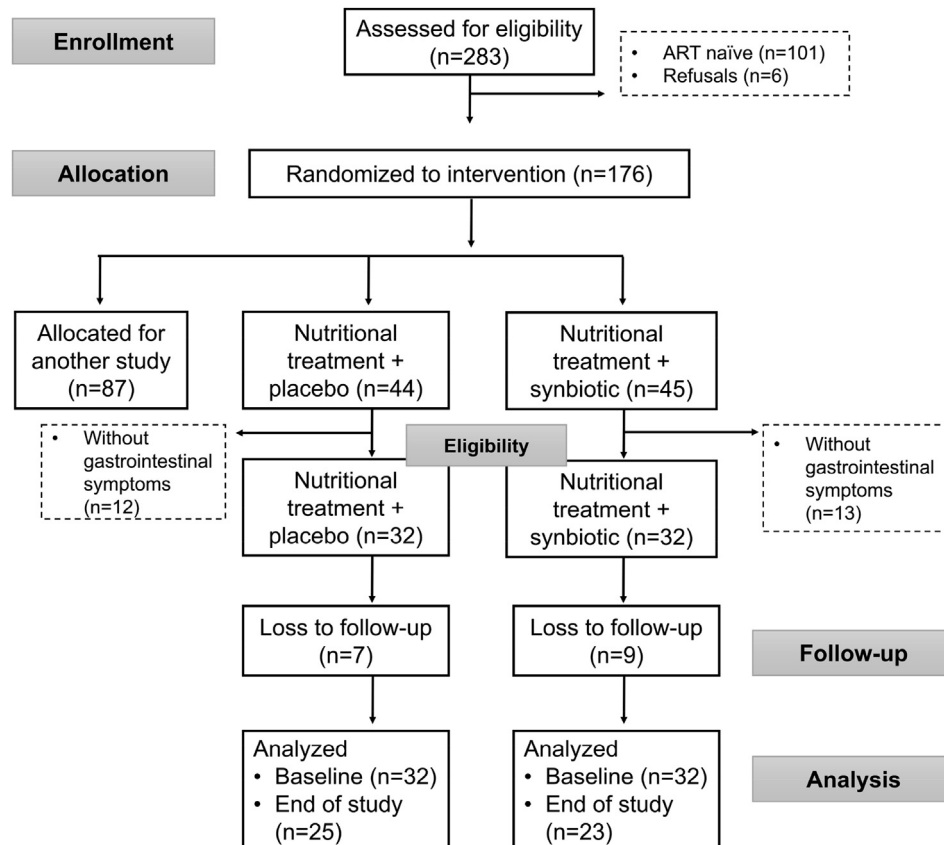 Enrollment
Assessed for eligibility
(n=283)
• ART naïve (n=101)
• Refusals (n=6)
Allocation
Randomized to intervention (n=176)
Allocated for
another study
(n=87)
Nutritional
treatment +
placebo (n=44)
Nutritional
treatment +
synbiotic (n=45)
• Without
gastrointestinal
symptoms
(n=12)
Eligibility
• Without
gastrointestinal
symptoms
(n=13)
Nutritional
treatment +
placebo (n=32)
Nutritional
treatment +
synbiotic (n=32)
Loss to follow-up
(n=7)
Loss to follow-up
(n=9)
Follow-up
Analyzed
• Baseline (n=32)
• End of study
(n=25)
Analyzed
• Baseline (n=32)
• End of study
(n=23)
Analysis